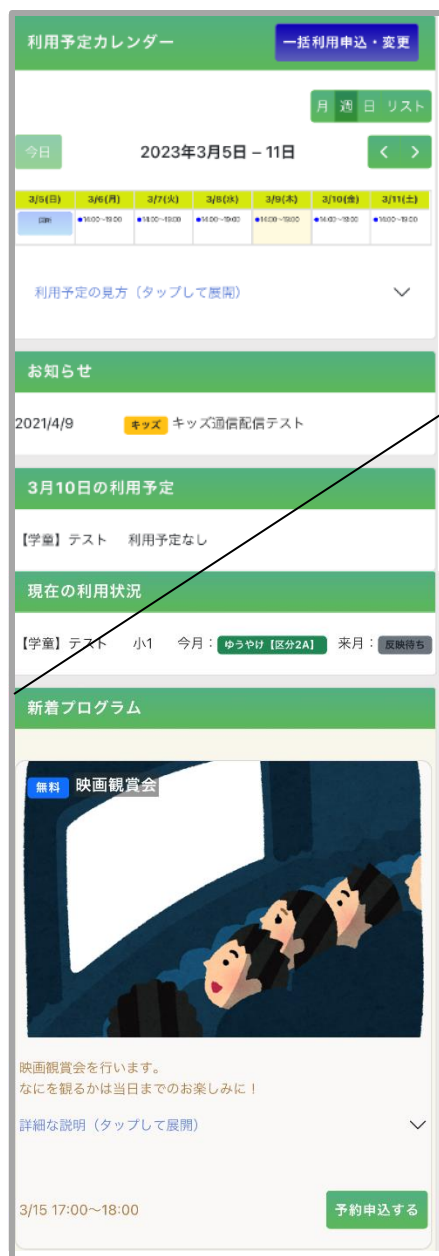 利用予定カレンダー 一括利用申込・変更
月 週 日 リスト
今日 2023年3月5日 – 11日
3/5(日) 3/6(月) 3/7(火) 3/8(水) 3/9(木) 3/10(金) 3/11(土)
利用予定の見方(タップして展開)
お知らせ
2021/4/9 キッズ キッズ通信配信テスト
3月10日の利用予定
【学童】テスト 利用予定なし
現在の利用状況
【学童】テスト 小1 今月: ゆうやけ【区分2A】 来月: 反映待ち
新着プログラム
無料 映画観賞会
映画観賞会を行います。
なにを観るかは当日までのお楽しみに!
詳細な説明(タップして展開)
3/15 17:00〜18:00 予約申込する